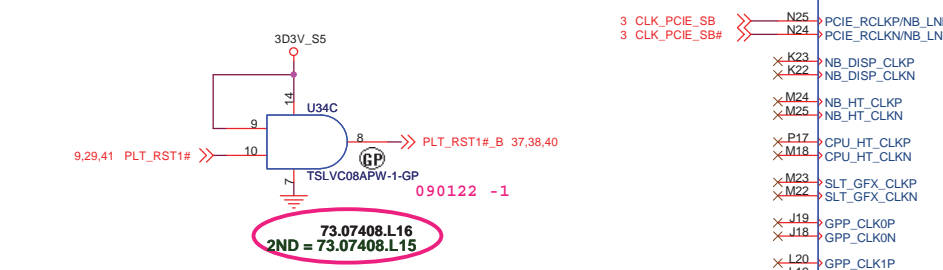 3D3V_S5
14
U34C
9
8
PLT_RST1#_B 37,38,40
9,29,41 PLT_RST1#
10
GP
7
TSLVC08APW-1-GP
090122 -1
73.07408.L16
2ND = 73.07408.L15
3 CLK_PCIE_SB
N25
PCIE_RCLKP/NB_LN
3 CLK_PCIE_SB#
N24
PCIE_RCLKN/NB_LN
K23
NB_DISP_CLKP
K22
NB_DISP_CLKN
M24
NB_HT_CLKP
M25
NB_HT_CLKN
P17
CPU_HT_CLKP
M18
CPU_HT_CLKN
M23
SLT_GFX_CLKP
M22
SLT_GFX_CLKN
J19
GPP_CLK0P
J18
GPP_CLK0N
L20
GPP_CLK1P